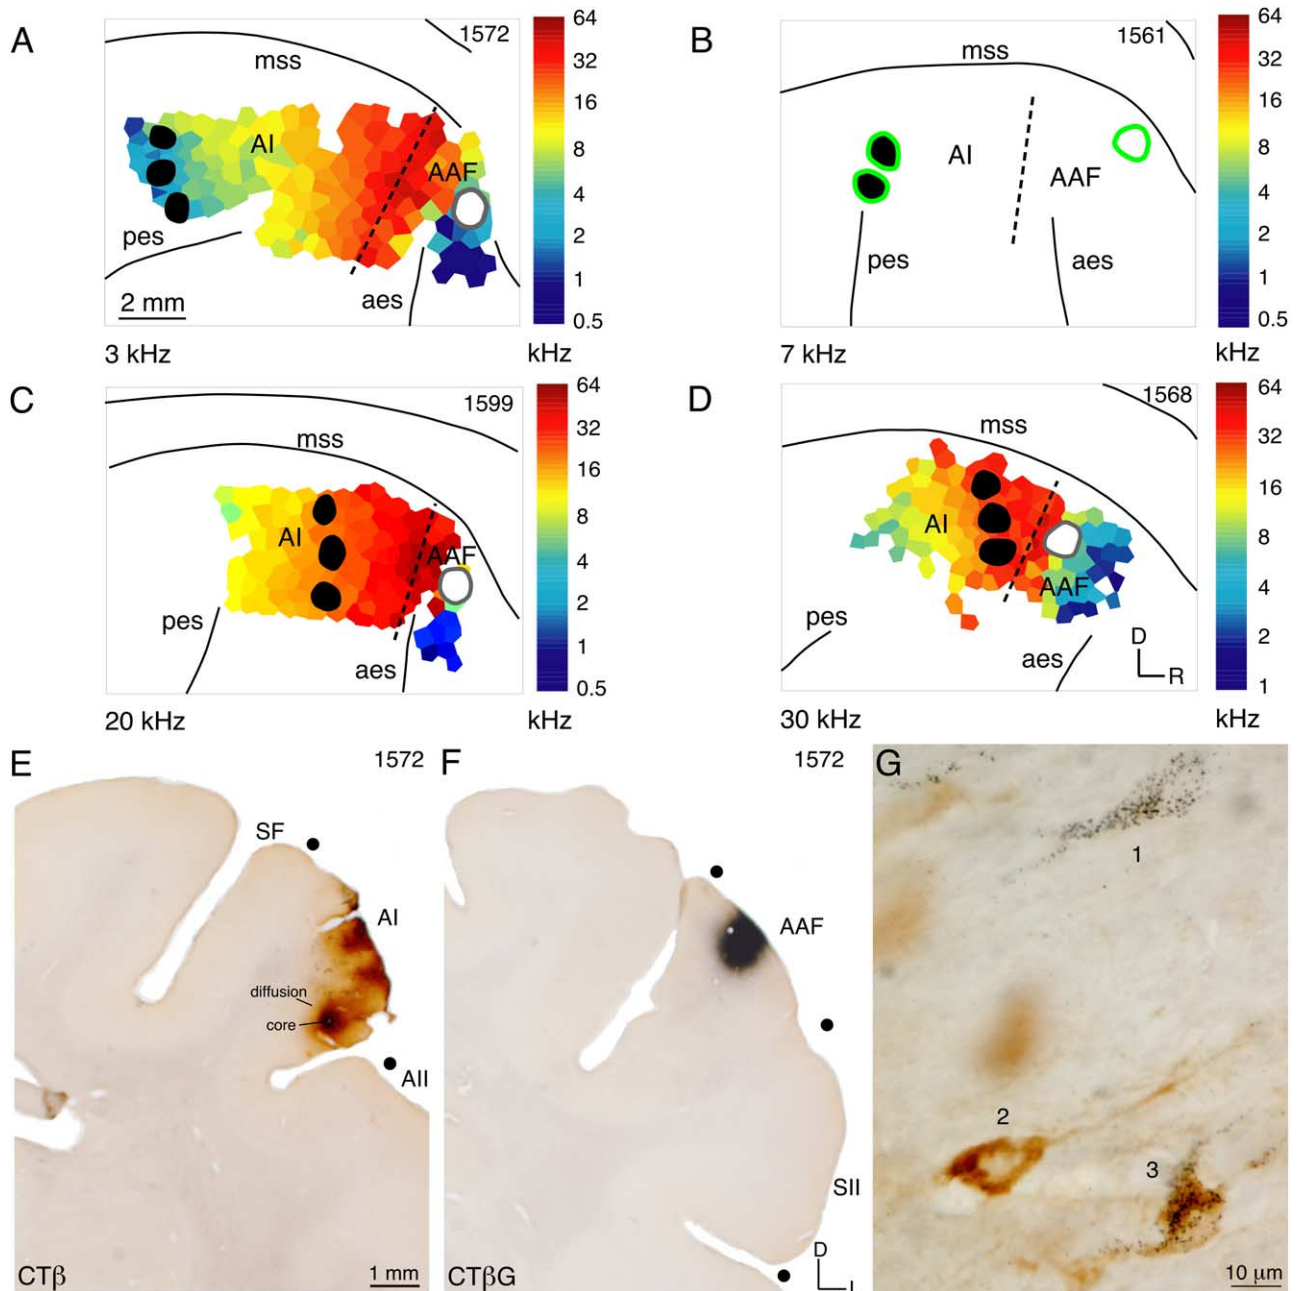 A
1572
mss
AI
AAF
pes
aes
2 mm
3 kHz
64
32
16
8
4
2
1
0.5
kHz
B
1561
mss
AI
AAF
pes
aes
7 kHz
64
32
16
8
4
2
1
0.5
kHz
C
1599
mss
AI
AAF
pes
aes
20 kHz
64
32
16
8
4
2
1
0.5
kHz
D
1568
mss
AI
AAF
pes
aes
D
R
30 kHz
64
32
16
8
4
2
1
kHz
E
1572
SF
AI
diffusion
core
AII
CTβ
1 mm
F
1572
AAF
SII
D
CTβG
G
1
2
3
10 µm